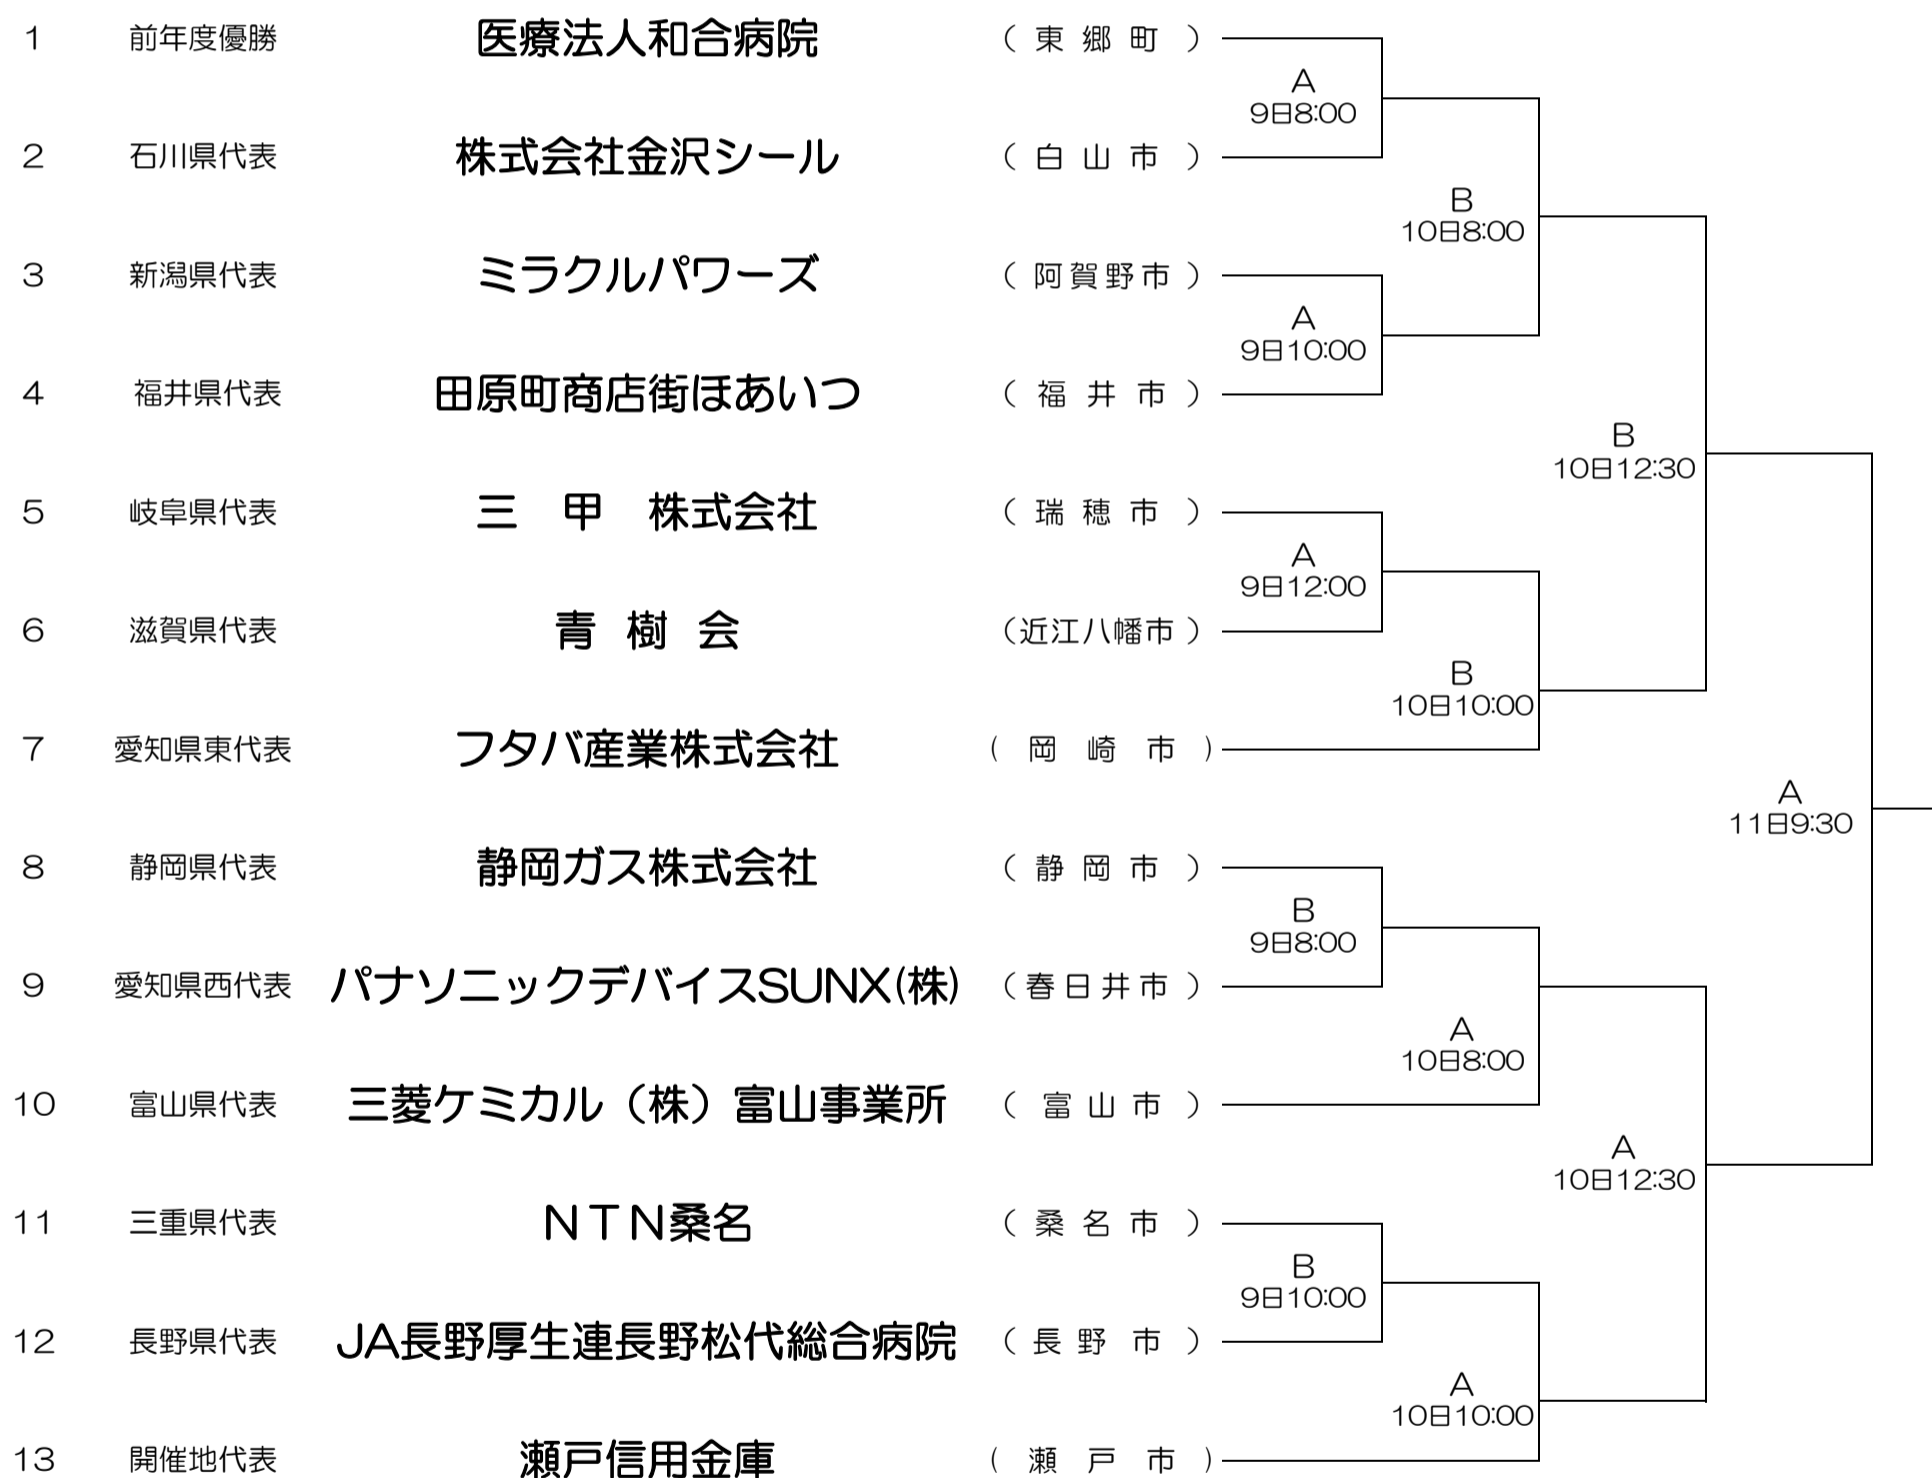 1 前年度優勝 医療法人和合病院 （東郷町）
A
9日8:00
2 石川県代表 株式会社金沢シール （白山市）
B
10日8:00
3 新潟県代表 ミラクルパワーズ （阿賀野市）
A
9日10:00
4 福井県代表 田原町商店街ほあいつ （福井市）
B
10日12:30
5 岐阜県代表 三　甲　株式会社 （瑞穂市）
A
9日12:00
6 滋賀県代表 青 樹 会 （近江八幡市）
B
10日10:00
7 愛知県東代表 フタバ産業株式会社 （岡崎市）
A
11日9:30
8 静岡県代表 静岡ガス株式会社 （静岡市）
B
9日8:00
9 愛知県西代表 パナソニックデバイスSUNX(株) （春日井市）
A
10日8:00
10 富山県代表 三菱ケミカル（株）富山事業所 （富山市）
A
10日12:30
11 三重県代表 ＮＴＮ桑名 （桑名市）
B
9日10:00
12 長野県代表 JA長野厚生連長野松代総合病院 （長野市）
A
10日10:00
13 開催地代表 瀬戸信用金庫 （瀬戸市）